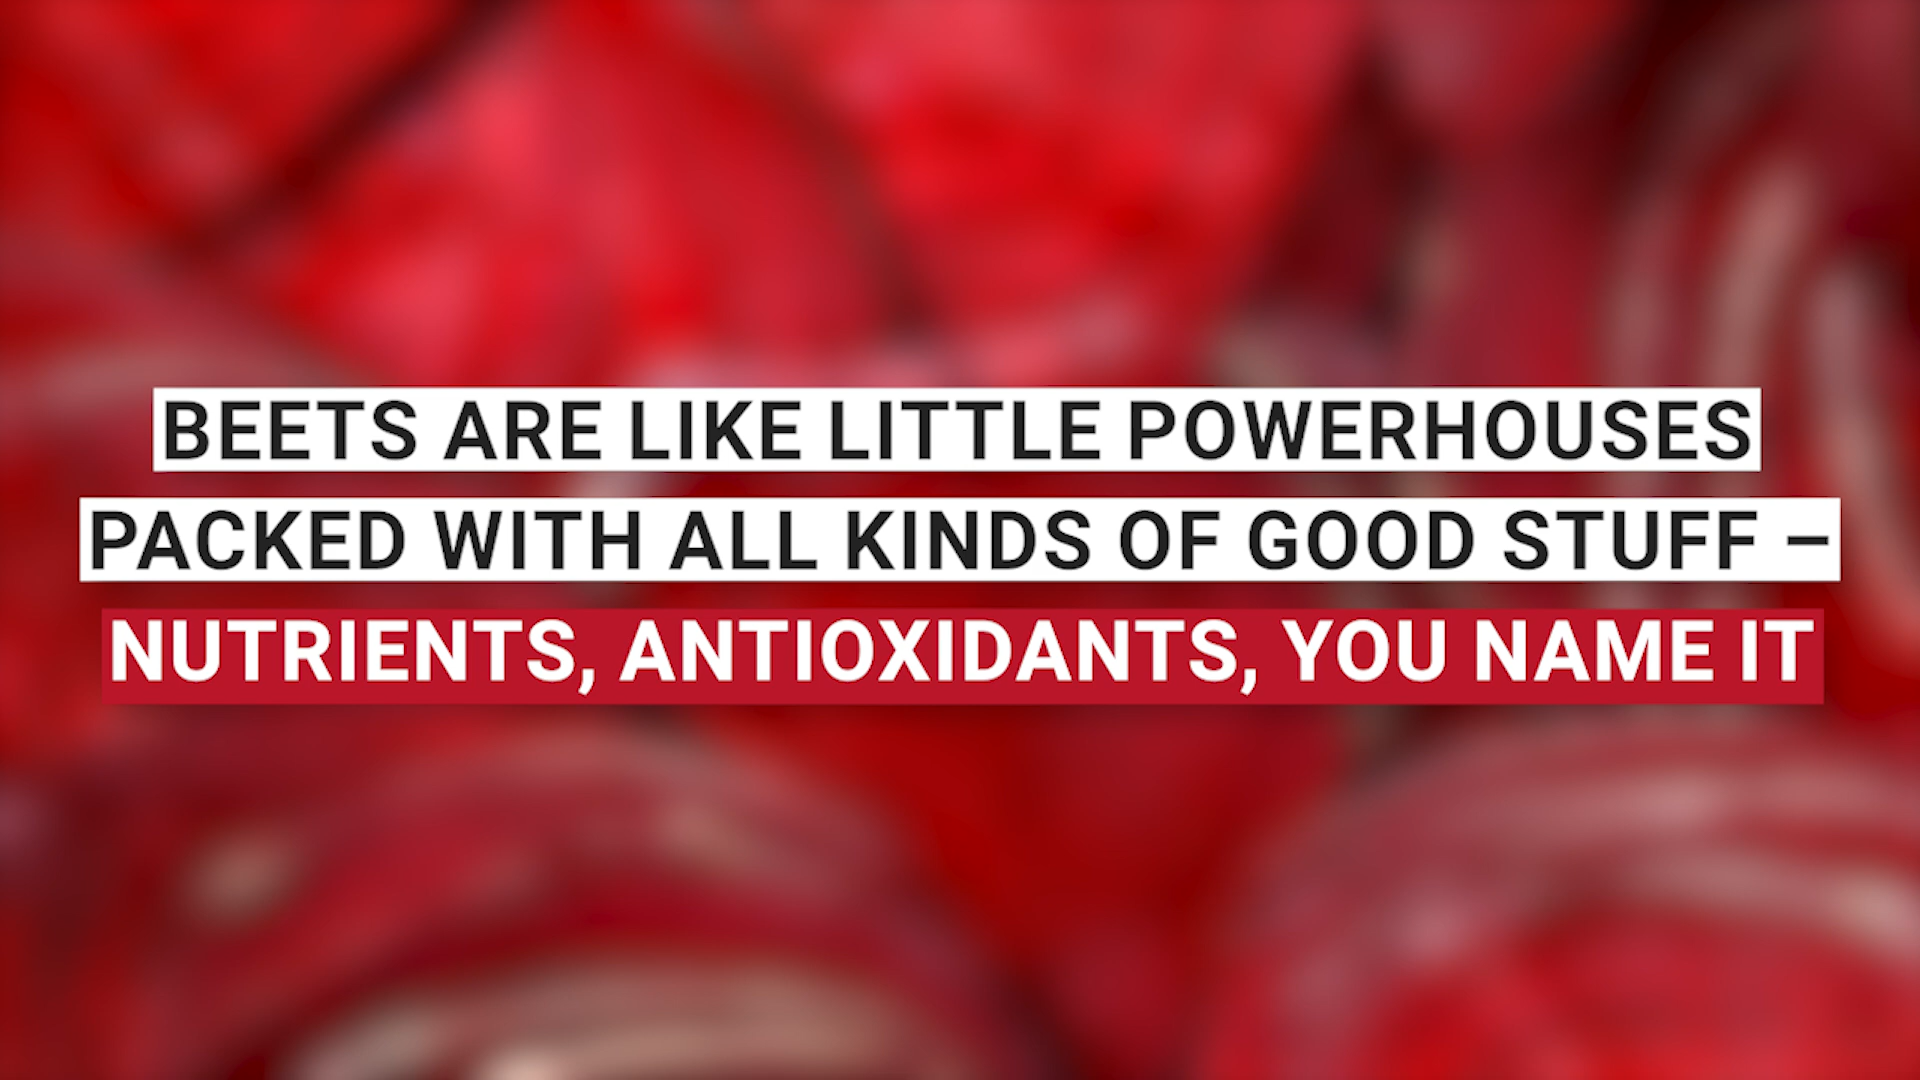 BEETS ARE LIKE LITTLE POWERHOUSES
PACKED WITH ALL KINDS OF GOOD STUFF –
NUTRIENTS, ANTIOXIDANTS, YOU NAME IT